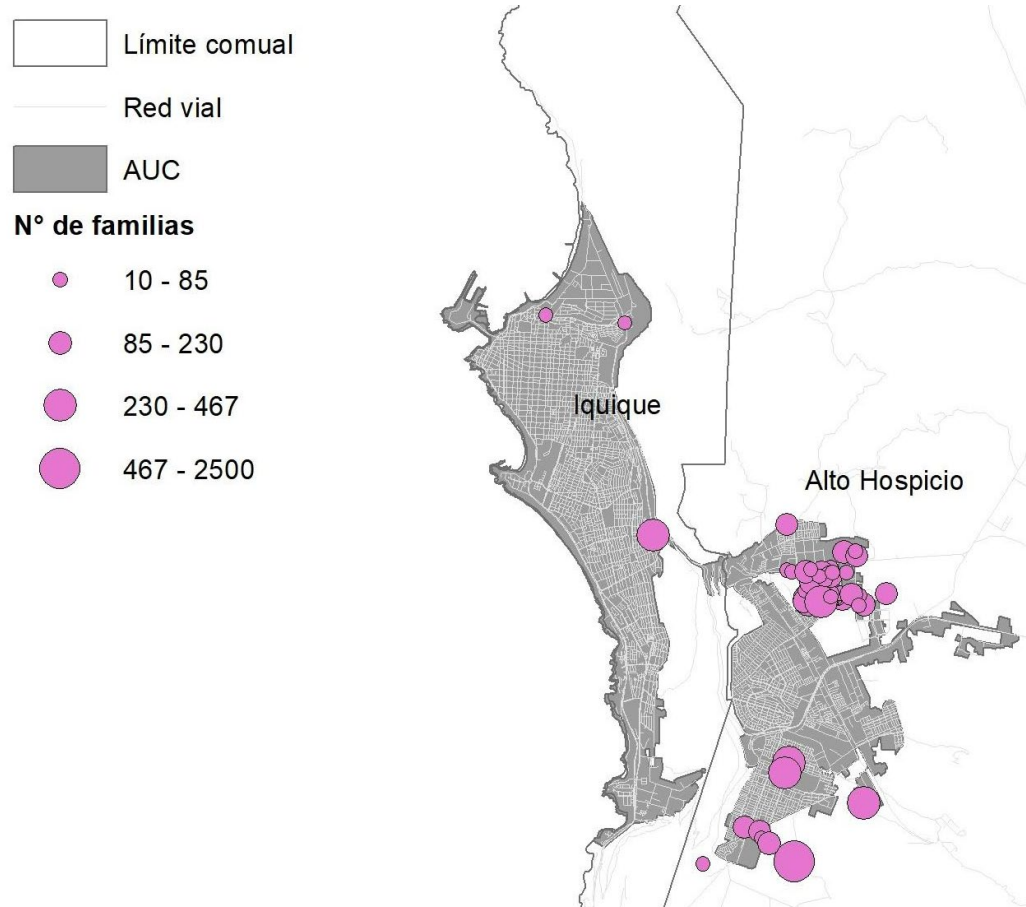 Límite comual
Red vial
AUC
N° de familias
10 - 85
85 - 230
230 - 467
467 - 2500
Iquique
Alto Hospicio